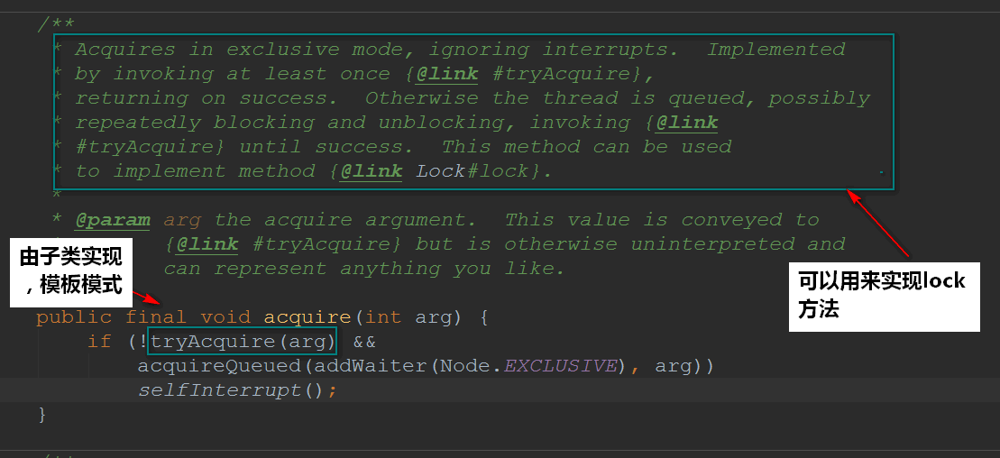 /**
* Acquires in exclusive mode, ignoring interrupts.  Implemented
* by invoking at least once {@link #tryAcquire},
* returning on success.  Otherwise the thread is queued, possibly
* repeatedly blocking and unblocking, invoking {@link
* #tryAcquire} until success.  This method can be used
* to implement method {@link Lock#lock}.
*
* @param arg the acquire argument.  This value is conveyed to
{@link #tryAcquire} but is otherwise uninterpreted and
can represent anything you like.
由子类实现
，模板模式
可以用来实现lock
方法
public final void acquire(int arg) {
if (!tryAcquire(arg) &&
acquireQueued(addWaiter(Node.EXCLUSIVE), arg))
selfInterrupt();
}
/**